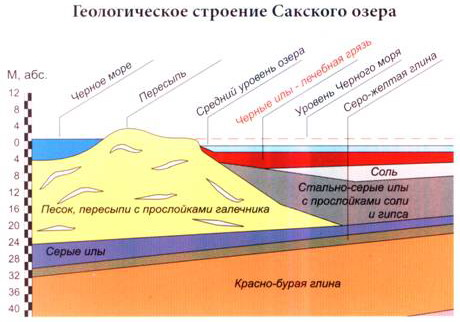 Геологическое строение Сакского озера
М, абс.
Черное море
Пересыпь
Средний уровень озера
Черные илы - лечебная грязь
Уровень Черного моря
Серо-желтая глина
12
8
4
0
4
8
12
16
20
24
28
32
36
40
Соль
Стально-серые илы
с прослойками соли
и гипса
Песок, пересыпи с прослойками галечника
Серые илы
Красно-бурая глина